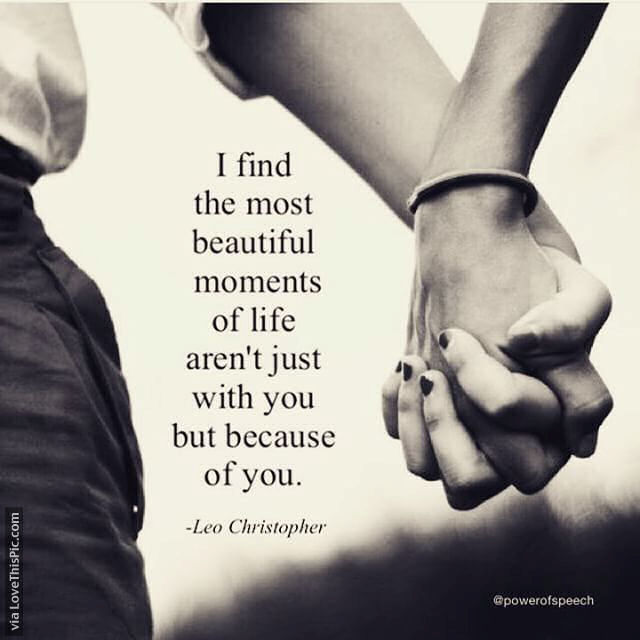 I find
the most
beautiful
moments
of life
aren't just
with you
but because
of you.
-Leo Christopher
@powerofspeech
via LoveThisPic.com